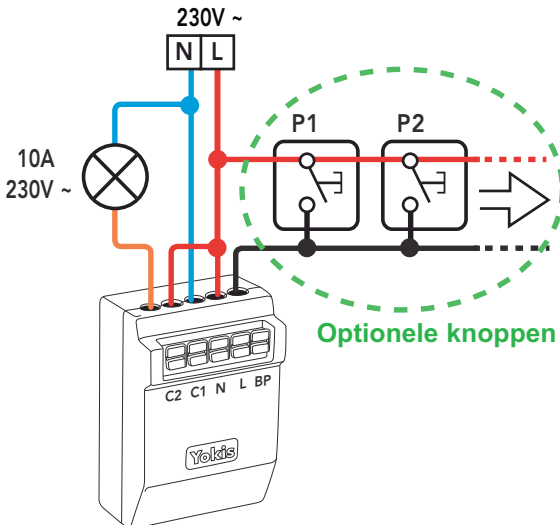 230V ~
N L
P1 P2
10A
230V ~
Optionele knoppen
C2 C1 N L BP
Yokis